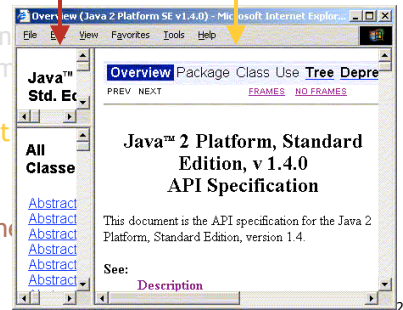 Overview (Java 2 Platform SE v1.4.0) - Microsoft Internet Explor...
File View Favorites Tools Help
Java™
Std. Ed
All
Classe
Abstract
Abstract
Abstract
Abstract
Abstract
Abstract
Overview Package Class Use Tree Depre
PREV NEXT FRAMES NO FRAMES
Java™ 2 Platform, Standard
Edition, v 1.4.0
API Specification
This document is the API specification for the Java 2
Platform, Standard Edition, version 1.4.
See:
Description
2